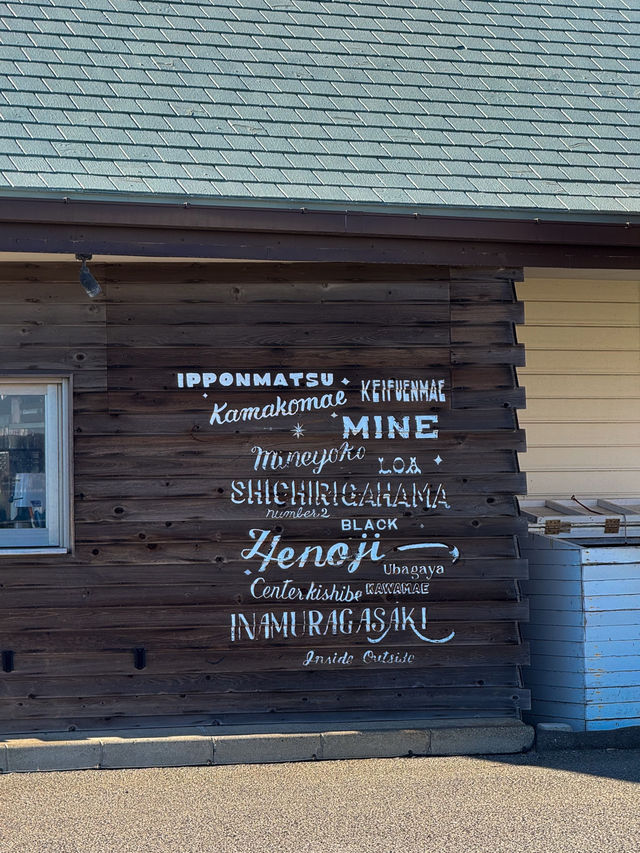 IPPONMATSU KEIFUENMAE
Kamakomae
MINE
Mineyoko LOA
SHICHIRIGAHAMA
number2
BLACK
Henoji
Ubagaya
Centerkishibe KAWAMAE
INAMURAGASAKI
Inside Outside